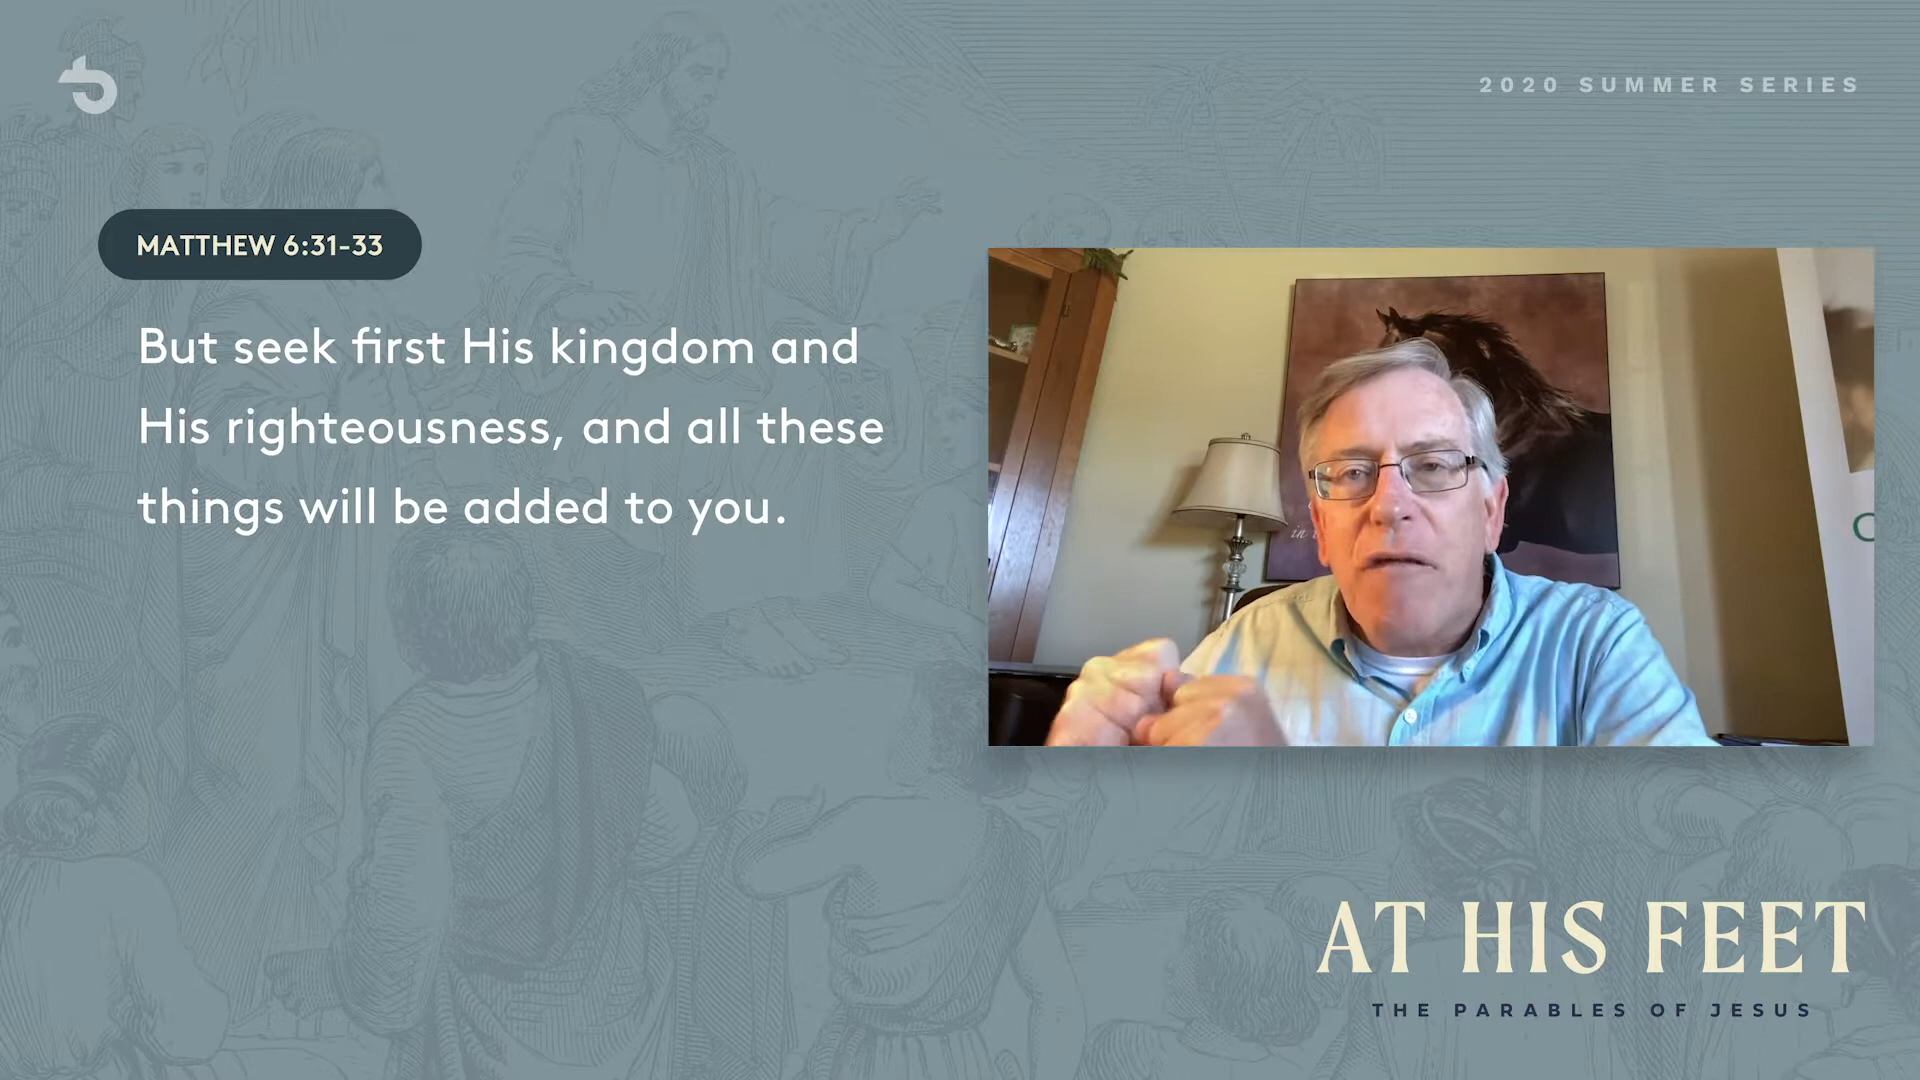 2020 SUMMER SERIES
MATTHEW 6:31-33
But seek first His kingdom and
His righteousness, and all these
things will be added to you.
in
AT HIS FEET
THE PARABLES OF JESUS